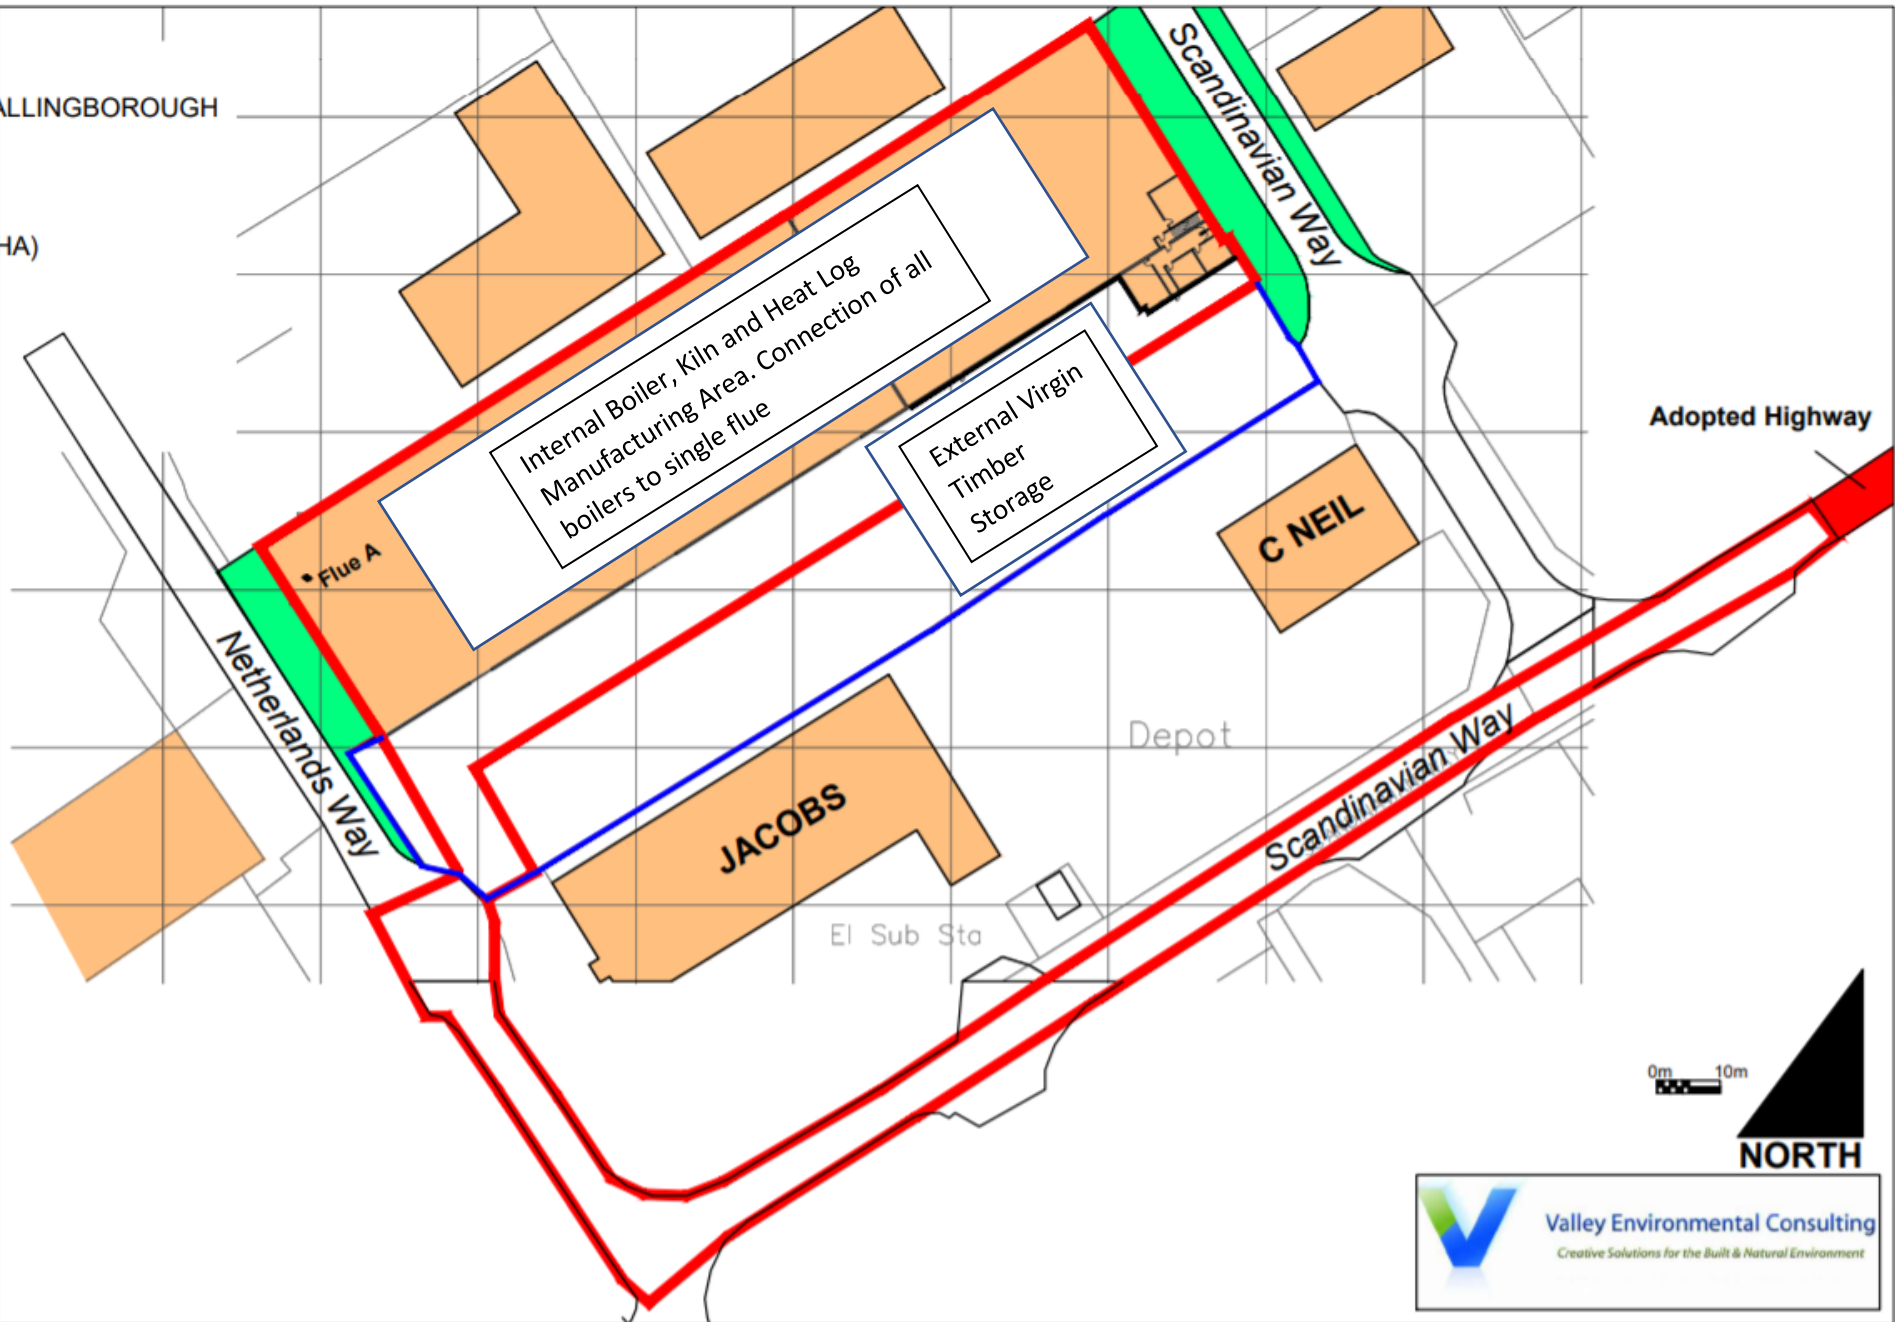 ALLINGBOROUGH
HA)
Scandinavian Way
Internal Boiler, Kiln and Heat Log
Manufacturing Area. Connection of all
boilers to single flue
External Virgin
Timber
Storage
Adopted Highway
Flue A
C NEIL
Netherlands Way
JACOBS
Depot
Scandinavian Way
El Sub Sta
0m 10m
NORTH
Valley Environmental Consulting
Creative Solutions for the Built & Natural Environment